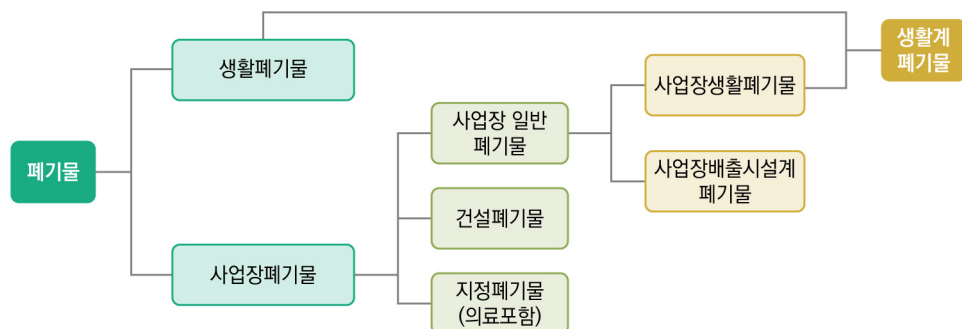 생활폐기물
생활계
폐기물
사업장생활폐기물
사업장 일반
폐기물
폐기물
사업장배출시설계
폐기물
건설폐기물
사업장폐기물
지정폐기물
(의료포함)